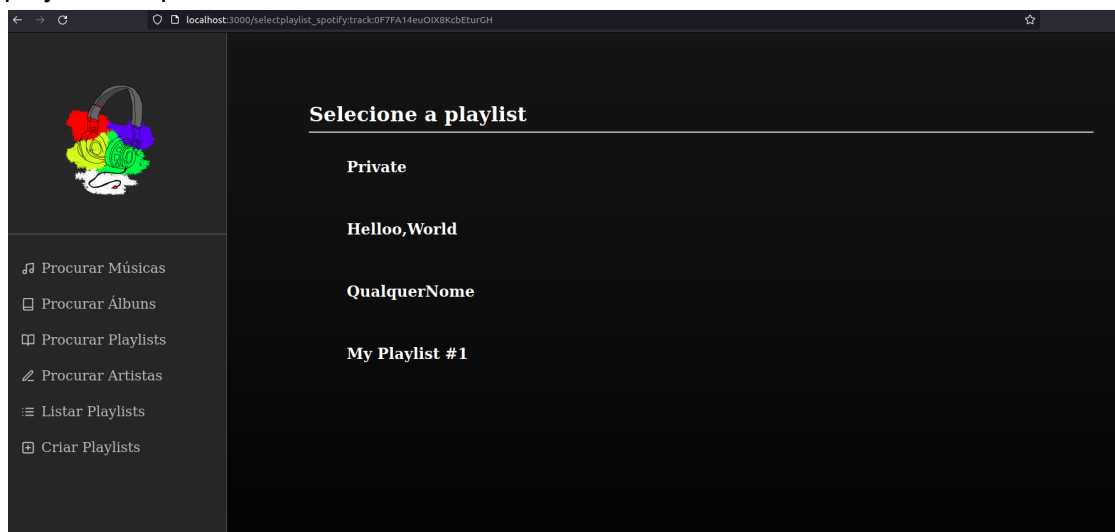 localhost:3000/selectplaylist_spotify:track:0F7FA14euOIX8KcbEturGH
Selecione a playlist
Private
Helloo,World
QualquerNome
My Playlist #1
Procurar Músicas
Procurar Álbuns
Procurar Playlists
Procurar Artistas
Listar Playlists
Criar Playlists